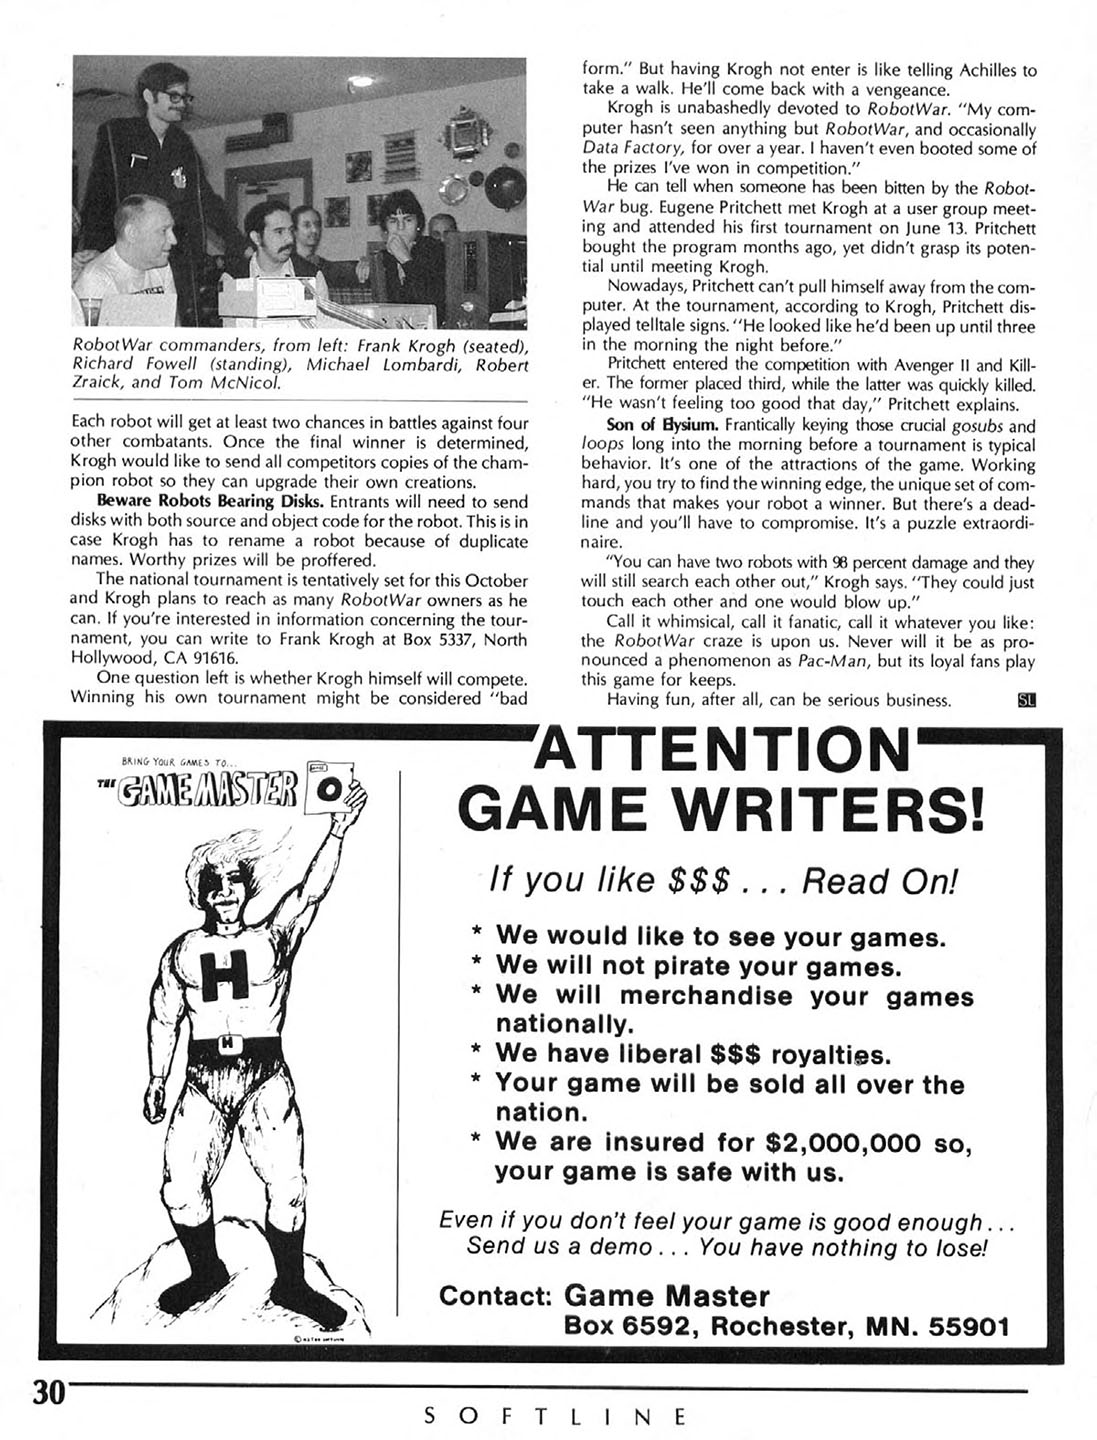 RobotWar commanders, from left: Frank Krogh (seated),
Richard Fowell (standing), Michael Lombardi, Robert
Zraick, and Tom McNicol.
Each robot will get at least two chances in battles against four
other combatants. Once the final winner is determined,
Krogh would like to send all competitors copies of the cham-
pion robot so they can upgrade their own creations.
Beware Robots Bearing Disks. Entrants will need to send
disks with both source and object code for the robot. This is in
case Krogh has to rename a robot because of duplicate
names. Worthy prizes will be proffered.
The national tournament is tentatively set for this October
and Krogh plans to reach as many RobotWar owners as he
can. If you're interested in information concerning the tour-
nament, you can write to Frank Krogh at Box 5337, North
Hollywood, CA 91616.
One question left is whether Krogh himself will compete.
Winning his own tournament might be considered "bad
form." But having Krogh not enter is like telling Achilles to
take a walk. He'll come back with a vengeance.
Krogh is unabashedly devoted to RobotWar. "My com-
puter hasn't seen anything but RobotWar, and occasionally
Data Factory, for over a year. I haven't even booted some of
the prizes I've won in competition."
He can tell when someone has been bitten by the Robot-
War bug. Eugene Pritchett met Krogh at a user group meet-
ing and attended his first tournament on June 13. Pritchett
bought the program months ago, yet didn't grasp its poten-
tial until meeting Krogh.
Nowadays, Pritchett can't pull himself away from the com-
puter. At the tournament, according to Krogh, Pritchett dis-
played telltale signs. "He looked like he'd been up until three
in the morning the night before."
Pritchett entered the competition with Avenger II and Kill-
er. The former placed third, while the latter was quickly killed.
"He wasn't feeling too good that day," Pritchett explains.
Son of Elysium. Frantically keying those crucial gosubs and
loops long into the morning before a tournament is typical
behavior. It's one of the attractions of the game. Working
hard, you try to find the winning edge, the unique set of com-
mands that makes your robot a winner. But there's a dead-
line and you'll have to compromise. It's a puzzle extraordi-
naire.
"You can have two robots with 98 percent damage and they
will still search each other out," Krogh says. "They could just
touch each other and one would blow up."
Call it whimsical, call it fanatic, call it whatever you like:
the RobotWar craze is upon us. Never will it be as pro-
nounced a phenomenon as Pac-Man, but its loyal fans play
this game for keeps.
Having fun, after all, can be serious business. SL
BRING YOUR GAMES TO...
THE GAME MASTER
H
H
ATTENTION
GAME WRITERS!
If you like $$$ . . . Read On!
* We would like to see your games.
* We will not pirate your games.
* We will merchandise your games
nationally.
* We have liberal $$$ royalties.
* Your game will be sold all over the
nation.
* We are insured for $2,000,000 so,
your game is safe with us.
Even if you don't feel your game is good enough . . .
Send us a demo . . . You have nothing to lose!
Contact: Game Master
Box 6592, Rochester, MN. 55901
30
SOFTLINE